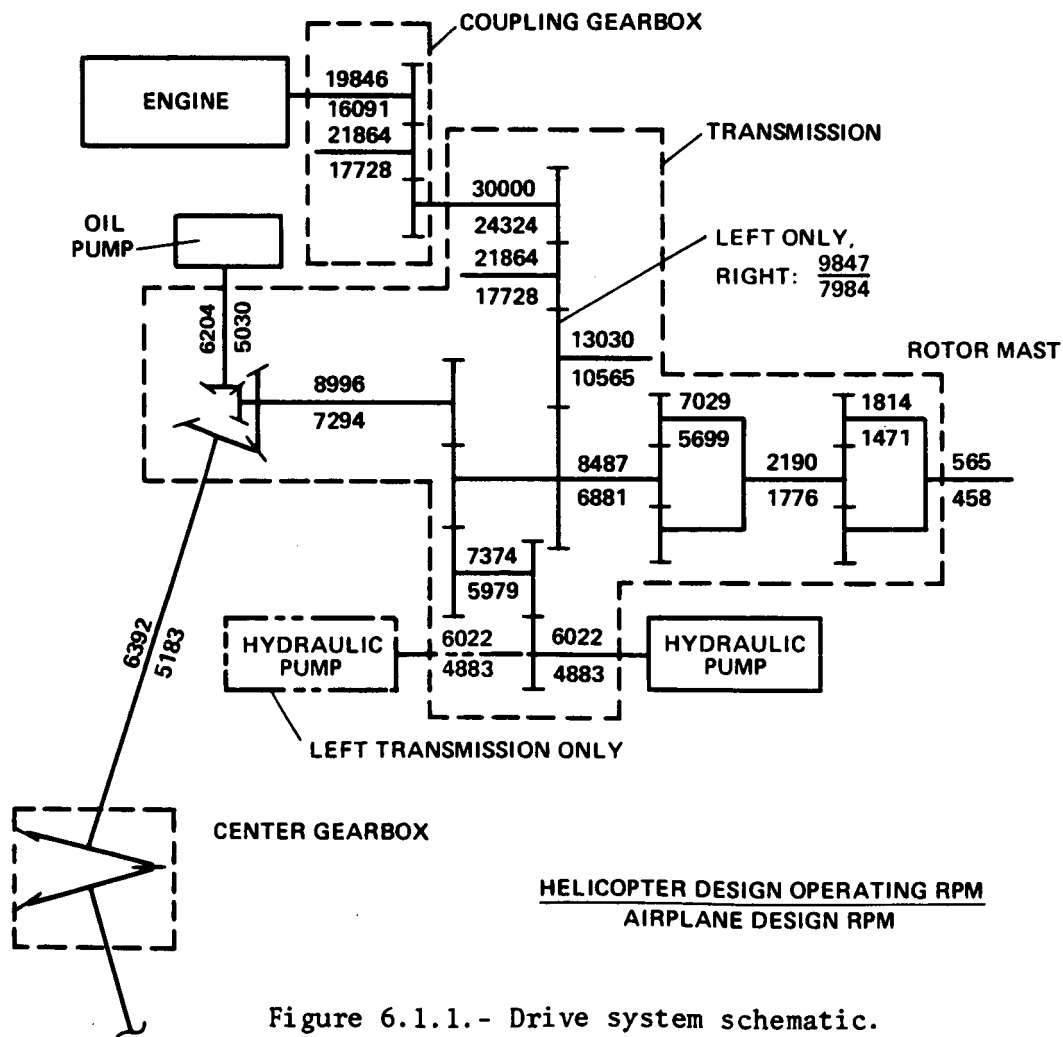 COUPLING GEARBOX
ENGINE
19846
16091
21864
17728
TRANSMISSION
30000
24324
OIL
PUMP
21864
17728
LEFT ONLY,
RIGHT: 9847
7984
6204
5030
13030
10565
ROTOR MAST
8996
7294
7029
5699
1814
1471
8487
6881
2190
1776
565
458
7374
5979
6392
5183
HYDRAULIC
PUMP
6022
4883
6022
4883
HYDRAULIC
PUMP
LEFT TRANSMISSION ONLY
CENTER GEARBOX
HELICOPTER DESIGN OPERATING RPM
AIRPLANE DESIGN RPM
Figure 6.1.1.- Drive system schematic.